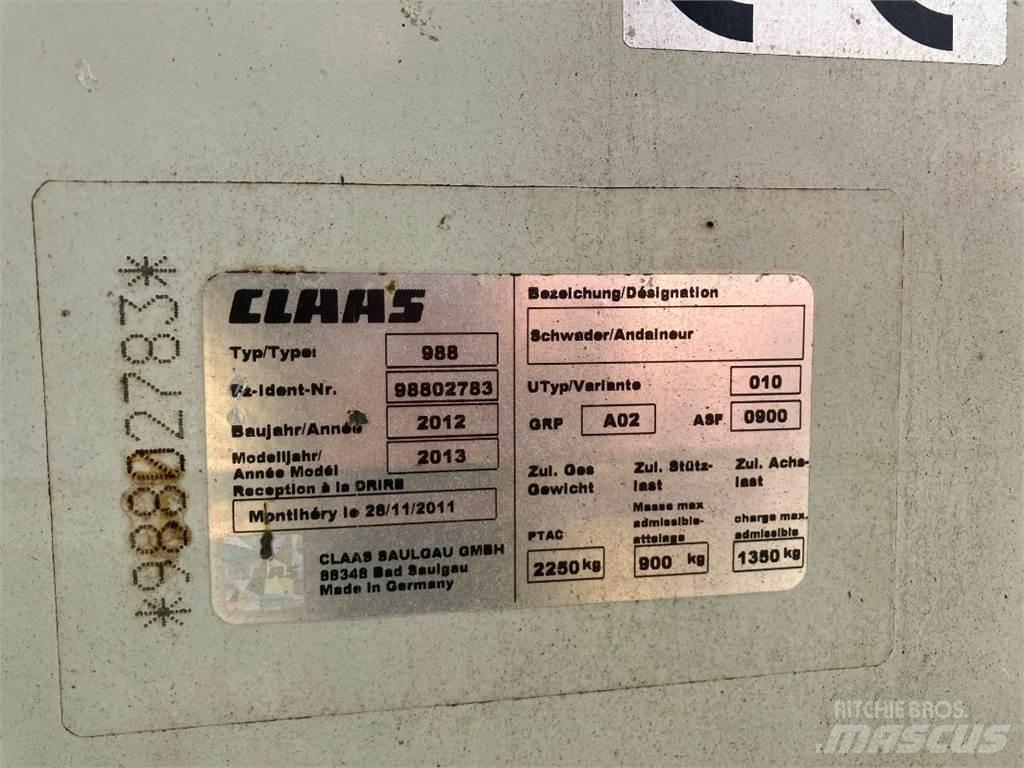 CE
*98802783*
CLAAS
Typ/Type: 988
Fz-Ident-Nr. 98802783
Baujahr/Année 2012
Modelljahr/
Année Modél 2013
Reception à la DRIRE
Montlhéry le 28/11/2011
CLAAS SAULGAU GMBH
88348 Bad Saulgau
Made in Germany
Bezeichung/Désignation
Schwader/Andaineur
UTyp/Variante 010
GRP A02 ASF 0900
Zul. Ges Zul. Stütz- Zul. Achs-
Gewicht last last
Masse max
admissible- charge max.
PTAC attelage admissible
2250 kg 900 kg 1350 kg
RITCHIE BROS.
MASCUS